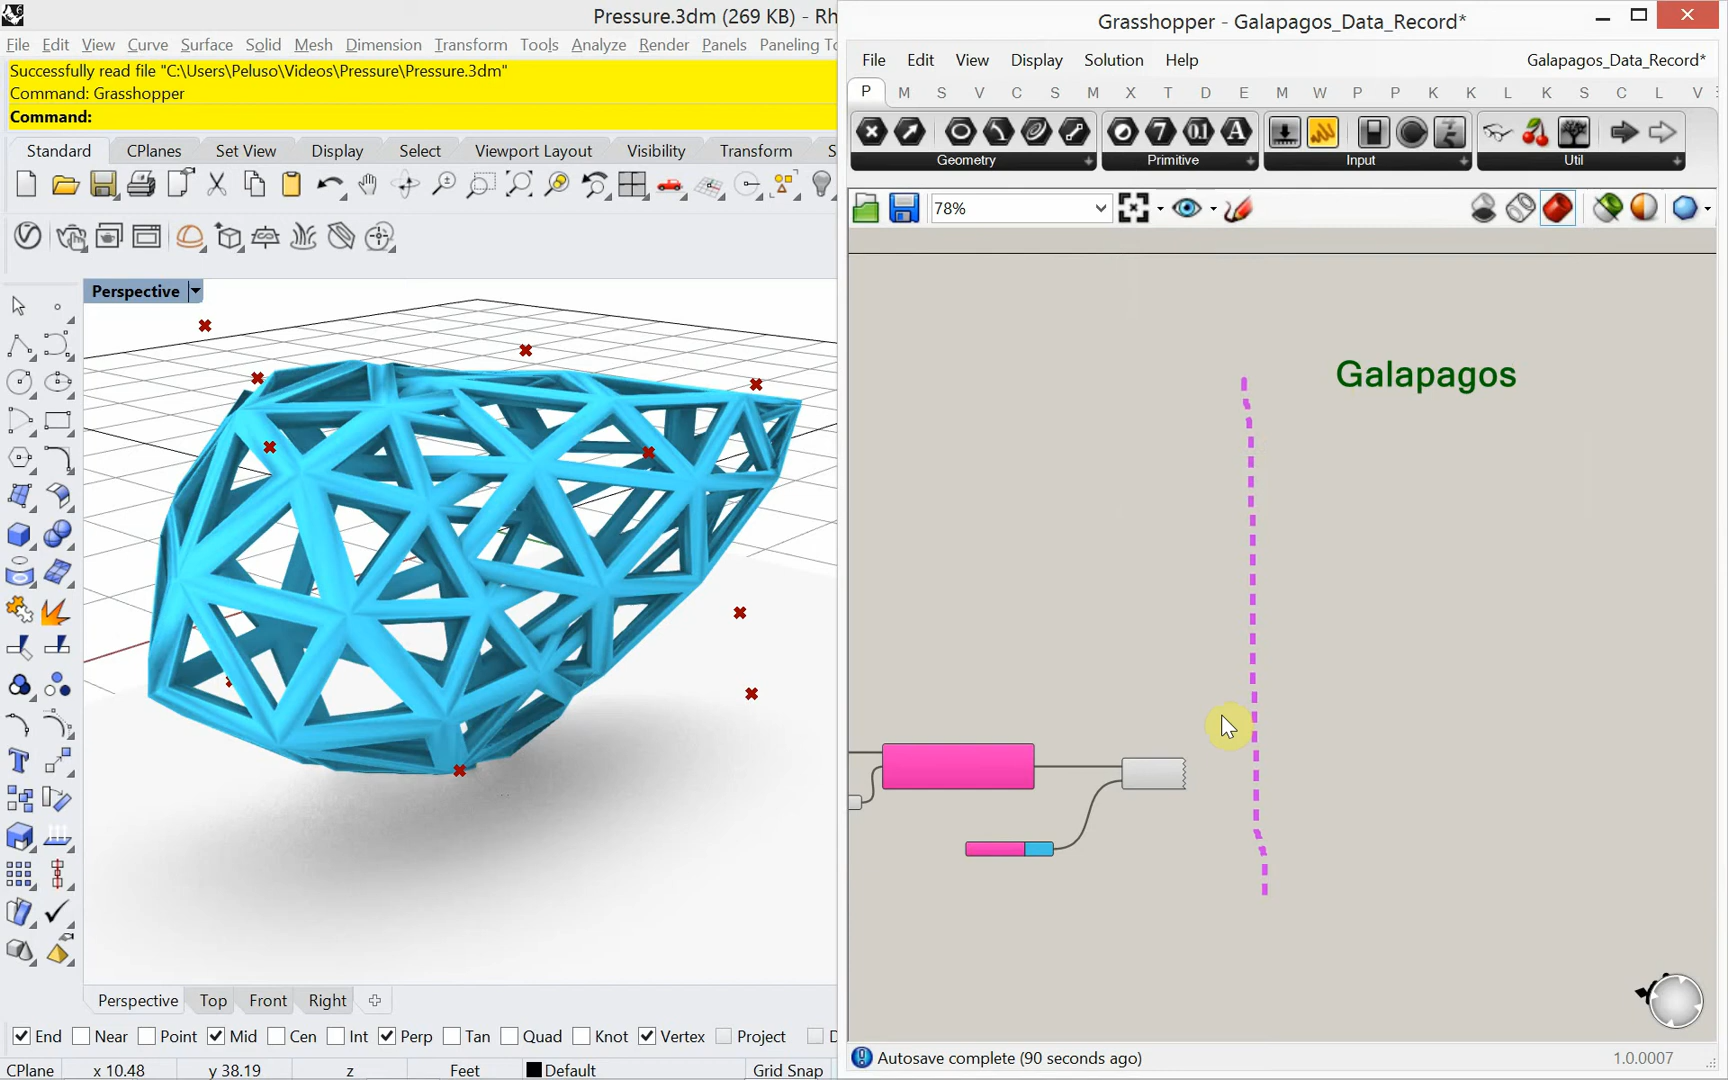 Pressure.3dm (269 KB) - Rh
File Edit View Curve Surface Solid Mesh Dimension Transform Tools Analyze Render Panels Paneling To
Successfully read file "C:\Users\Peluso\Videos\Pressure\Pressure.3dm"
Command: Grasshopper
Command:
Standard CPlanes Set View Display Select Viewport Layout Visibility Transform S
Perspective
Perspective Top Front Right
End Near Point Mid Cen Int Perp Tan Quad Knot Vertex Project D
CPlane x 10.48 y 38.19 z Feet Default Grid Snap
Grasshopper - Galapagos_Data_Record*
File Edit View Display Solution Help Galapagos_Data_Record*
P M S V C S M X T D E M W P P K K L K S C L V
Geometry Primitive Input Util
78%
Galapagos
Autosave complete (90 seconds ago) 1.0.0007